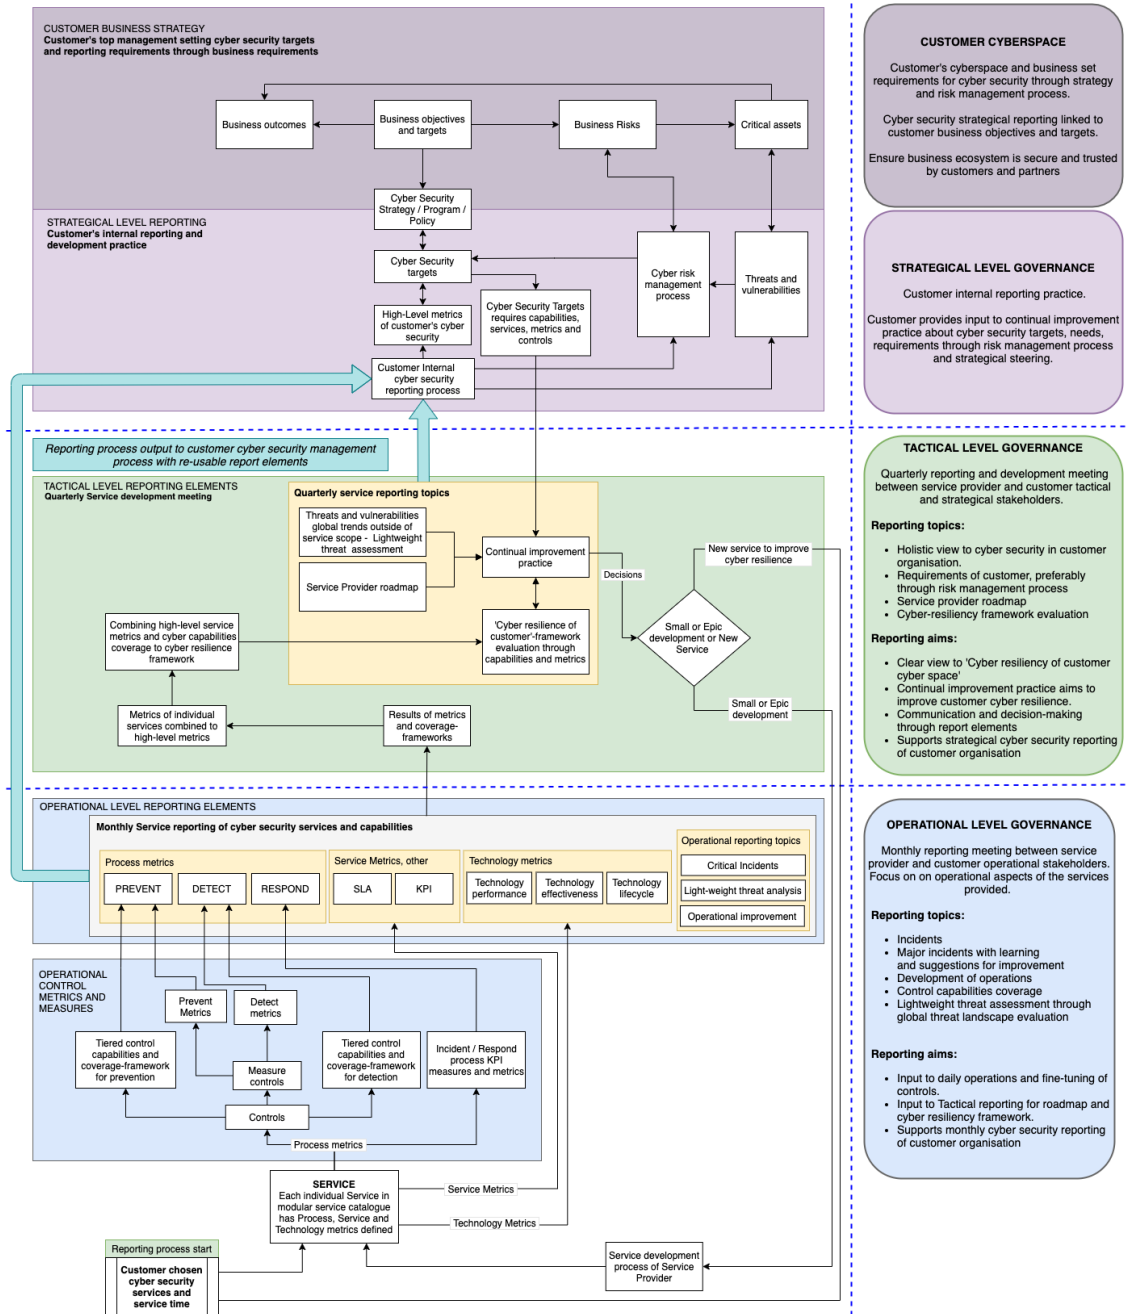 CUSTOMER BUSINESS STRATEGY
Customer's top management setting cyber security targets
and reporting requirements through business requirements
Business outcomes
Business objectives
and targets
Business Risks
Critical assets
Cyber Security
Strategy / Program /
Policy
STRATEGICAL LEVEL REPORTING
Customer's internal reporting and
development practice
Cyber Security
targets
High-Level metrics
of customer's cyber
security
Cyber Security Targets
requires capabilities,
services, metrics and
controls
Cyber risk
management
process
Threats and
vulnerabilities
Customer Internal
cyber security
reporting process
Reporting process output to customer cyber security management
process with re-usable report elements
TACTICAL LEVEL REPORTING ELEMENTS
Quarterly Service development meeting
Quarterly service reporting topics
Threats and vulnerabilities
global trends outside of
service scope - Lightweight
threat assessment
Service Provider roadmap
Continual improvement
practice
Decisions
New service to improve
cyber resilience
Combining high-level service
metrics and cyber capabilities
coverage to cyber resilience
framework
'Cyber resilience of
customer'-framework
evaluation through
capabilities and metrics
Small or Epic
development or New
Service
Small or Epic
development
Metrics of individual
services combined to
high-level metrics
Results of metrics
and coverage-
frameworks
OPERATIONAL LEVEL REPORTING ELEMENTS
Monthly Service reporting of cyber security services and capabilities
Process metrics
PREVENT
DETECT
RESPOND
Service Metrics, other
SLA
KPI
Technology metrics
Technology
performance
Technology
effectiveness
Technology
lifecycle
Operational reporting topics
Critical Incidents
Light-weight threat analysis
Operational improvement
OPERATIONAL
CONTROL
METRICS AND
MEASURES
Prevent
Metrics
Detect
metrics
Tiered control
capabilities and
coverage-framework
for prevention
Measure
controls
Tiered control
capabilities and
coverage-framework
for detection
Incident / Respond
process KPI
measures and metrics
Controls
Process metrics
SERVICE
Each individual Service in
modular service catalogue
has Process, Service and
Technology metrics defined
Service Metrics
Technology Metrics
Reporting process start
Customer chosen
cyber security
services and
service time
Service development
process of Service
Provider
CUSTOMER CYBERSPACE
Customer's cyberspace and business set
requirements for cyber security through strategy
and risk management process.
Cyber security strategical reporting linked to
customer business objectives and targets.
Ensure business ecosystem is secure and trusted
by customers and partners
STRATEGICAL LEVEL GOVERNANCE
Customer internal reporting practice.
Customer provides input to continual improvement
practice about cyber security targets, needs,
requirements through risk management process
and strategical steering.
TACTICAL LEVEL GOVERNANCE
Quarterly reporting and development meeting
between service provider and customer tactical
and strategical stakeholders.
Reporting topics:
• Holistic view to cyber security in customer
organisation.
• Requirements of customer, preferably
through risk management process
• Service provider roadmap
• Cyber-resiliency framework evaluation
Reporting aims:
• Clear view to 'Cyber resiliency of customer
cyber space'
• Continual improvement practice aims to
improve customer cyber resilience.
• Communication and decision-making
through report elements
• Supports strategical cyber security reporting
of customer organisation
OPERATIONAL LEVEL GOVERNANCE
Monthly reporting meeting between service
provider and customer operational stakeholders.
Focus on on operational aspects of the services
provided.
Reporting topics:
• Incidents
• Major incidents with learning
and suggestions for improvement
• Development of operations
• Control capabilities coverage
• Lightweight threat assessment through
global threat landscape evaluation
Reporting aims:
• Input to daily operations and fine-tuning of
controls.
• Input to Tactical reporting for roadmap and
cyber resiliency framework.
• Supports monthly cyber security reporting
of customer organisation